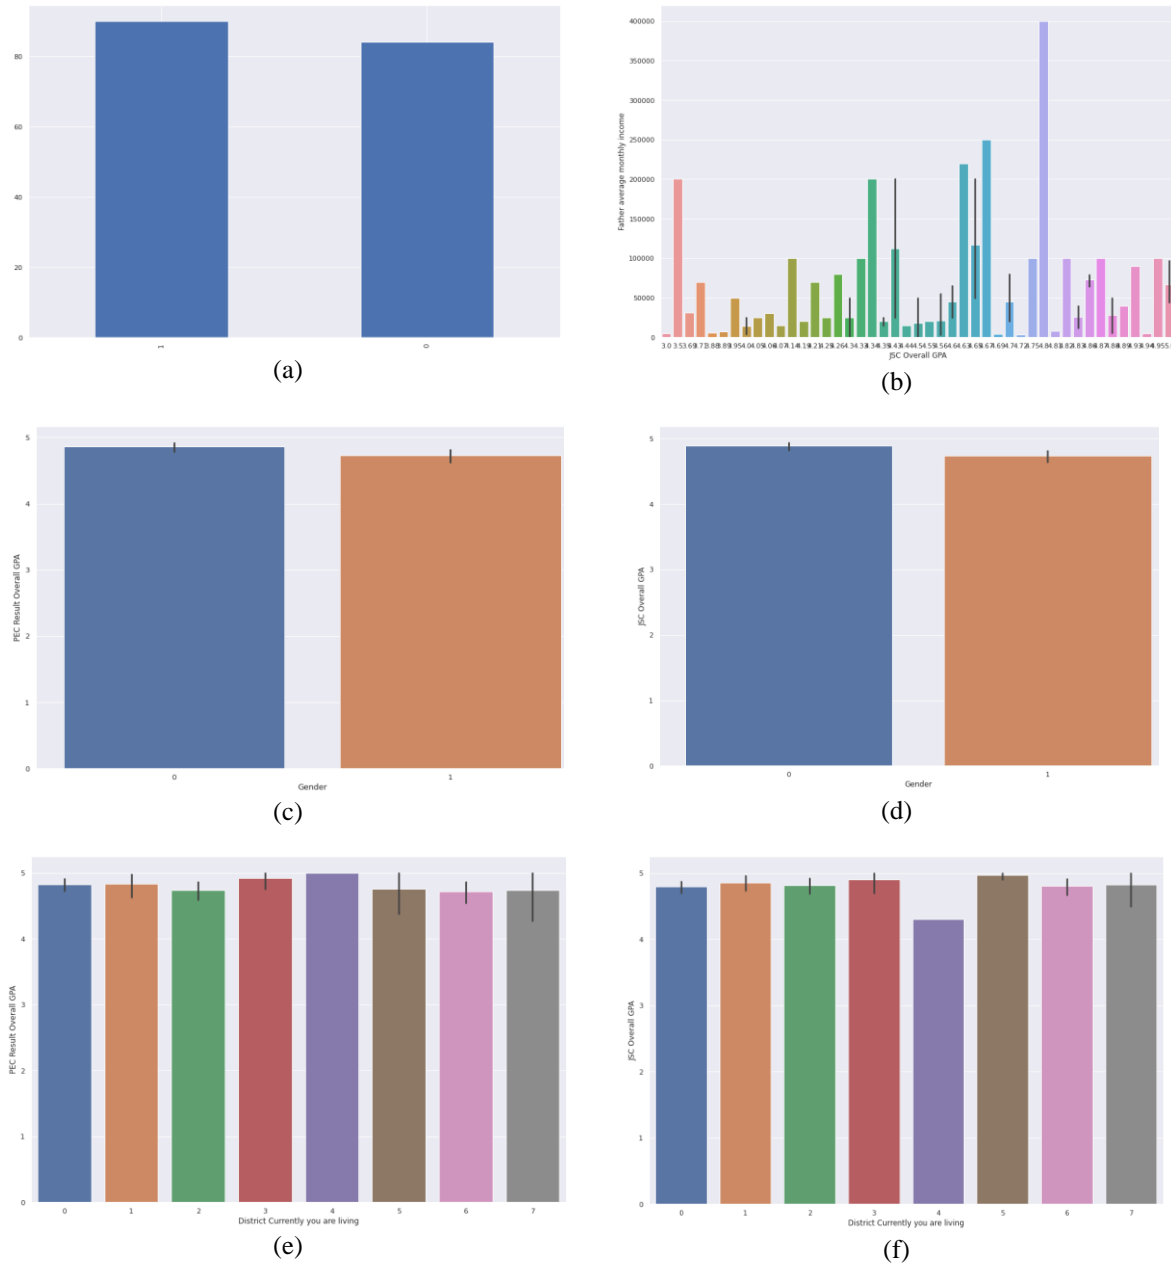 80
60
40
20
0
1
0
(a)
400000
350000
300000
250000
200000
150000
100000
50000
0
Father average monthly income
JSC Overall GPA
(b)
5
4
3
2
1
0
PEC Result Overall GPA
0 1
Gender
(c)
5
4
3
2
1
0
JSC Overall GPA
0 1
Gender
(d)
5
4
3
2
1
0
PEC Result Overall GPA
0 1 2 3 4 5 6 7
District Currently you are living
(e)
5
4
3
2
1
0
JSC Overall GPA
0 1 2 3 4 5 6 7
District Currently you are living
(f)